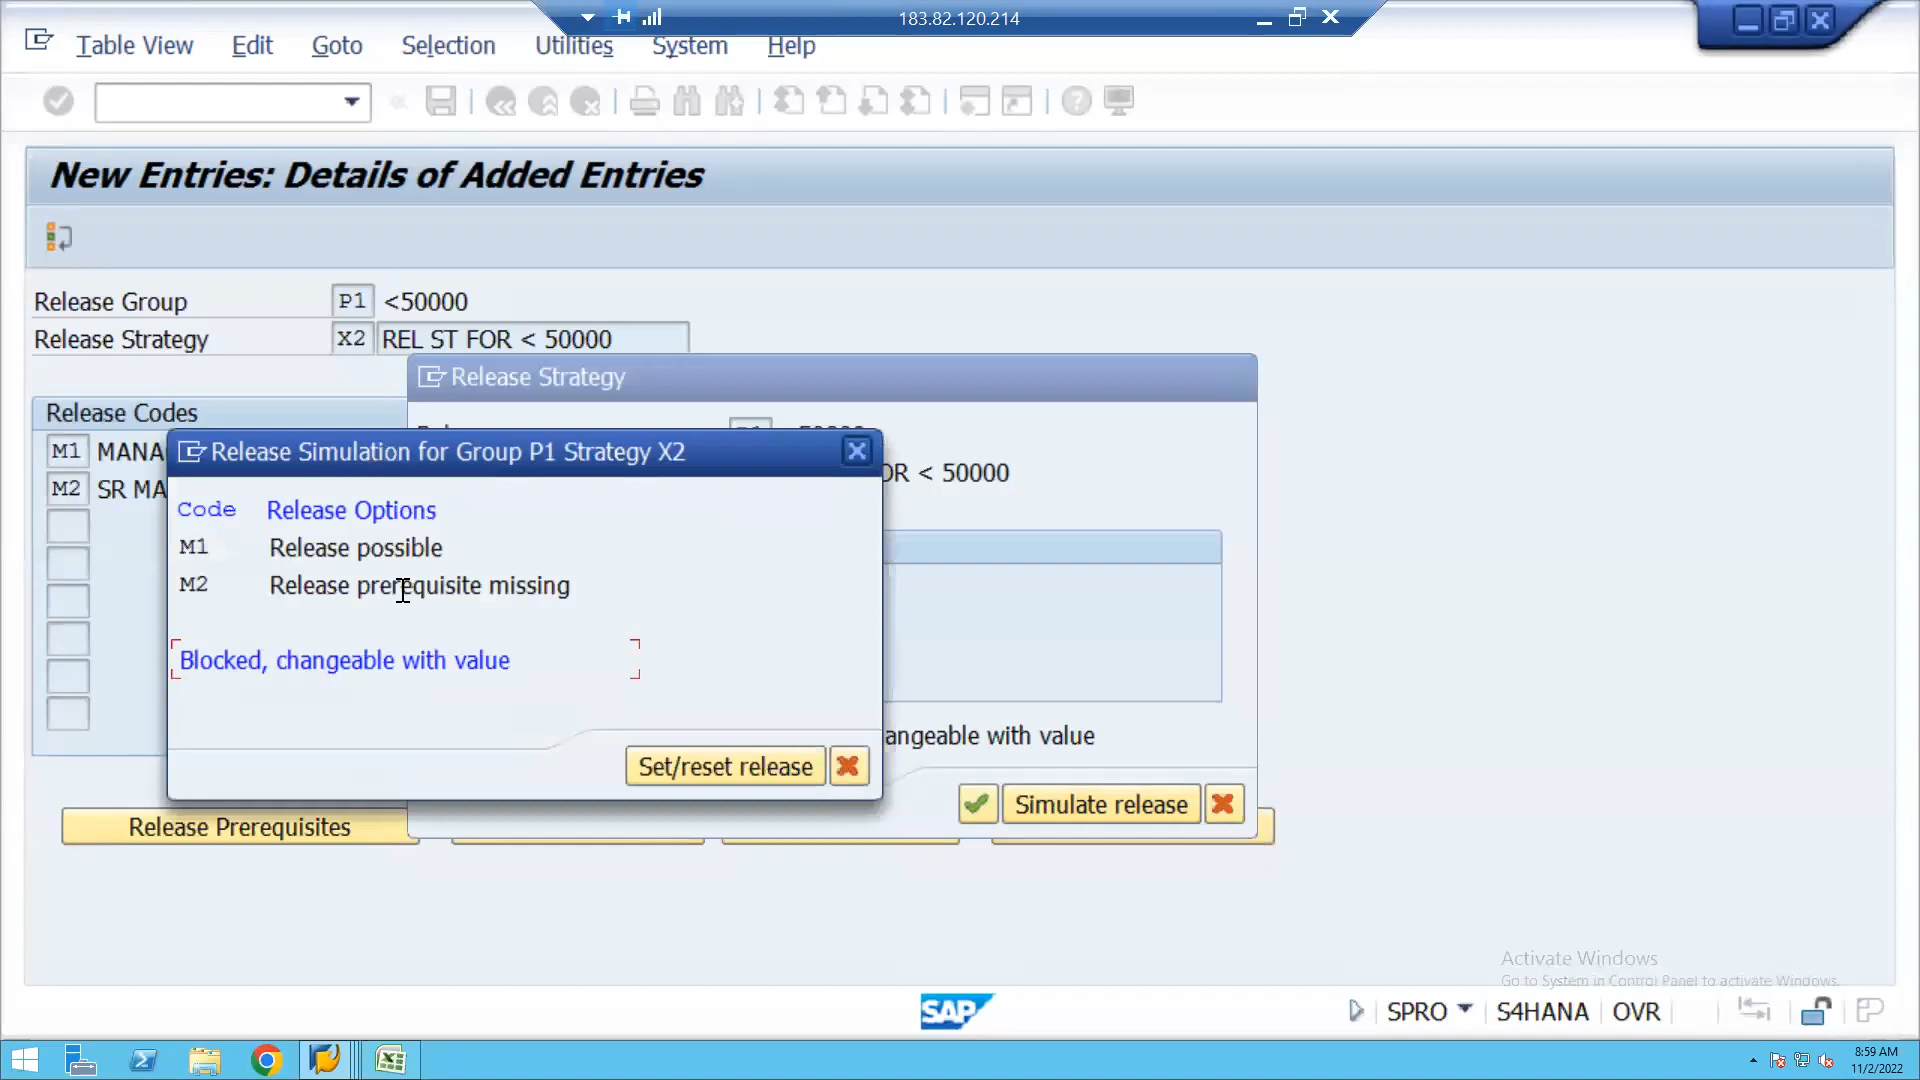 183.82.120.214
Table View Edit Goto Selection Utilities System Help
New Entries: Details of Added Entries
Release Group P1 <50000
Release Strategy X2 REL ST FOR < 50000
Release Strategy
Release Codes
M1 MANA
M2 SR MA
OR < 50000
Release Simulation for Group P1 Strategy X2
Code Release Options
M1 Release possible
M2 Release prerequisite missing
Blocked, changeable with value
angeable with value
Set/reset release
Simulate release
Release Prerequisites
Activate Windows
Go to System in Control Panel to activate Windows.
SAP
SPRO S4HANA OVR
8:59 AM
11/2/2022